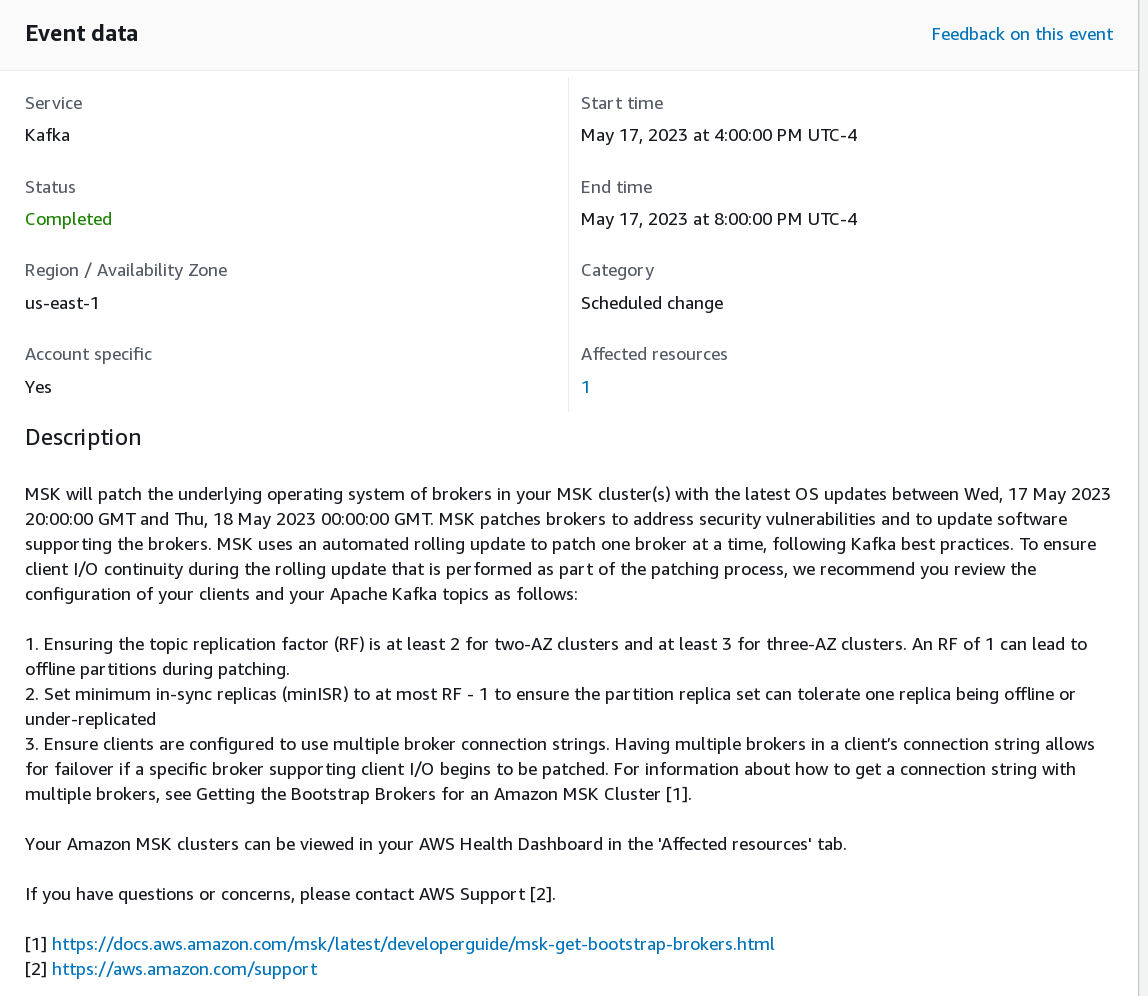 Event data
Feedback on this event
Service
Kafka
Start time
May 17, 2023 at 4:00:00 PM UTC-4
Status
Completed
End time
May 17, 2023 at 8:00:00 PM UTC-4
Region / Availability Zone
us-east-1
Category
Scheduled change
Account specific
Yes
Affected resources
1
Description
MSK will patch the underlying operating system of brokers in your MSK cluster(s) with the latest OS updates between Wed, 17 May 2023
20:00:00 GMT and Thu, 18 May 2023 00:00:00 GMT. MSK patches brokers to address security vulnerabilities and to update software
supporting the brokers. MSK uses an automated rolling update to patch one broker at a time, following Kafka best practices. To ensure
client I/O continuity during the rolling update that is performed as part of the patching process, we recommend you review the
configuration of your clients and your Apache Kafka topics as follows:
1. Ensuring the topic replication factor (RF) is at least 2 for two-AZ clusters and at least 3 for three-AZ clusters. An RF of 1 can lead to
offline partitions during patching.
2. Set minimum in-sync replicas (minISR) to at most RF - 1 to ensure the partition replica set can tolerate one replica being offline or
under-replicated
3. Ensure clients are configured to use multiple broker connection strings. Having multiple brokers in a client’s connection string allows
for failover if a specific broker supporting client I/O begins to be patched. For information about how to get a connection string with
multiple brokers, see Getting the Bootstrap Brokers for an Amazon MSK Cluster [1].
Your Amazon MSK clusters can be viewed in your AWS Health Dashboard in the 'Affected resources' tab.
If you have questions or concerns, please contact AWS Support [2].
[1] https://docs.aws.amazon.com/msk/latest/developerguide/msk-get-bootstrap-brokers.html
[2] https://aws.amazon.com/support